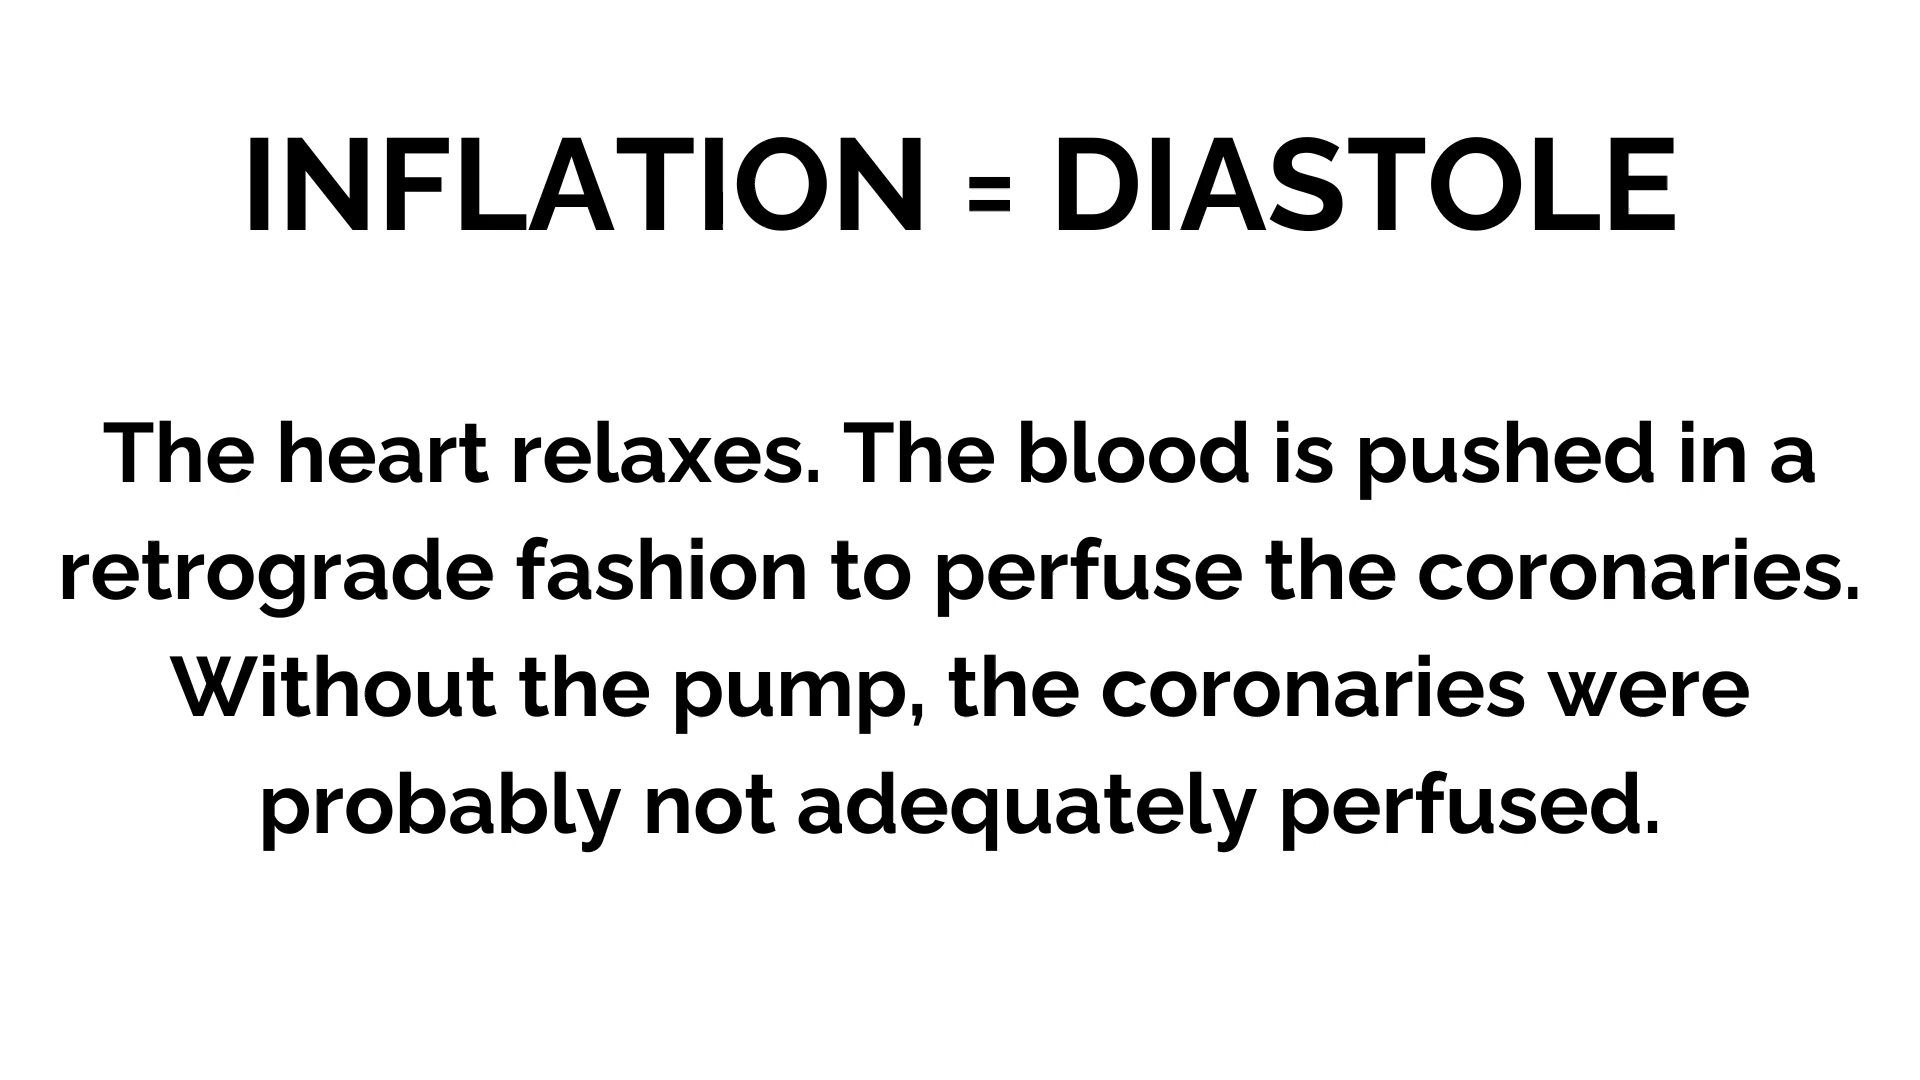 INFLATION = DIASTOLE
The heart relaxes. The blood is pushed in a
retrograde fashion to perfuse the coronaries.
Without the pump, the coronaries were
probably not adequately perfused.